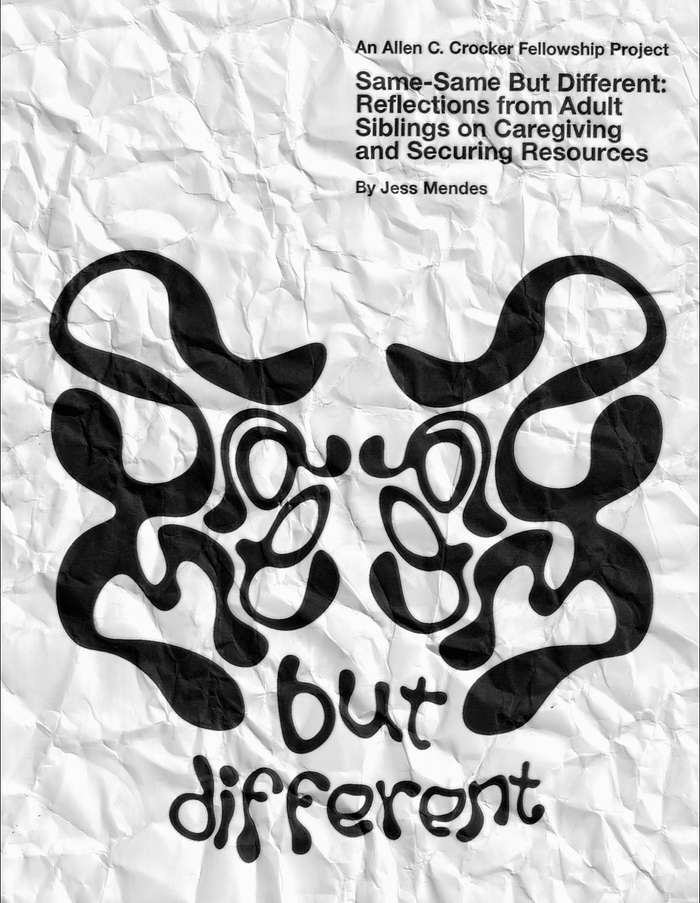 An Allen C. Crocker Fellowship Project
Same-Same But Different:
Reflections from Adult
Siblings on Caregiving
and Securing Resources
By Jess Mendes
but
different